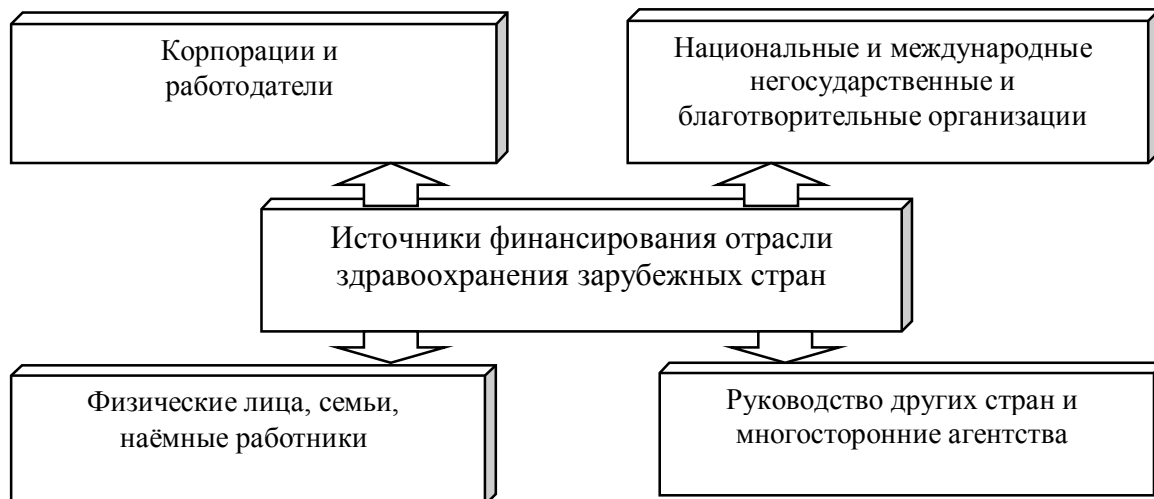 Корпорации и
работодатели
Национальные и международные
негосударственные и
благотворительные организации
Источники финансирования отрасли
здравоохранения зарубежных стран
Физические лица, семьи,
наёмные работники
Руководство других стран и
многосторонние агентства